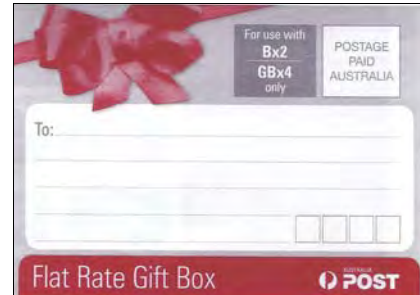 For use with
Bx2
GBx4
only
POSTAGE
PAID
AUSTRALIA
To:
Flat Rate Gift Box
AUSTRALIA
POST